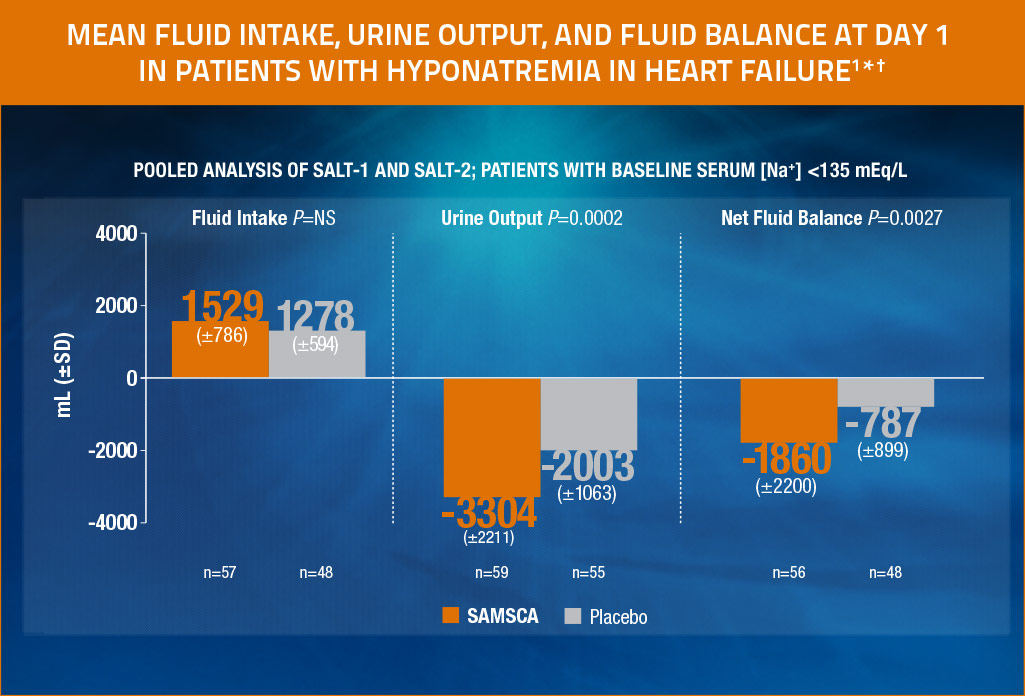 MEAN FLUID INTAKE, URINE OUTPUT, AND FLUID BALANCE AT DAY 1
IN PATIENTS WITH HYPONATREMIA IN HEART FAILURE¹*†
POOLED ANALYSIS OF SALT-1 AND SALT-2; PATIENTS WITH BASELINE SERUM [Na⁺] <135 mEq/L
Fluid Intake P=NS
Urine Output P=0.0002
Net Fluid Balance P=0.0027
mL (±SD)
4000
2000
0
-2000
-4000
1529
(±786)
1278
(±594)
-3304
(±2211)
-2003
(±1063)
-1860
(±2200)
-787
(±899)
n=57
n=48
n=59
n=55
n=56
n=48
SAMSCA
Placebo